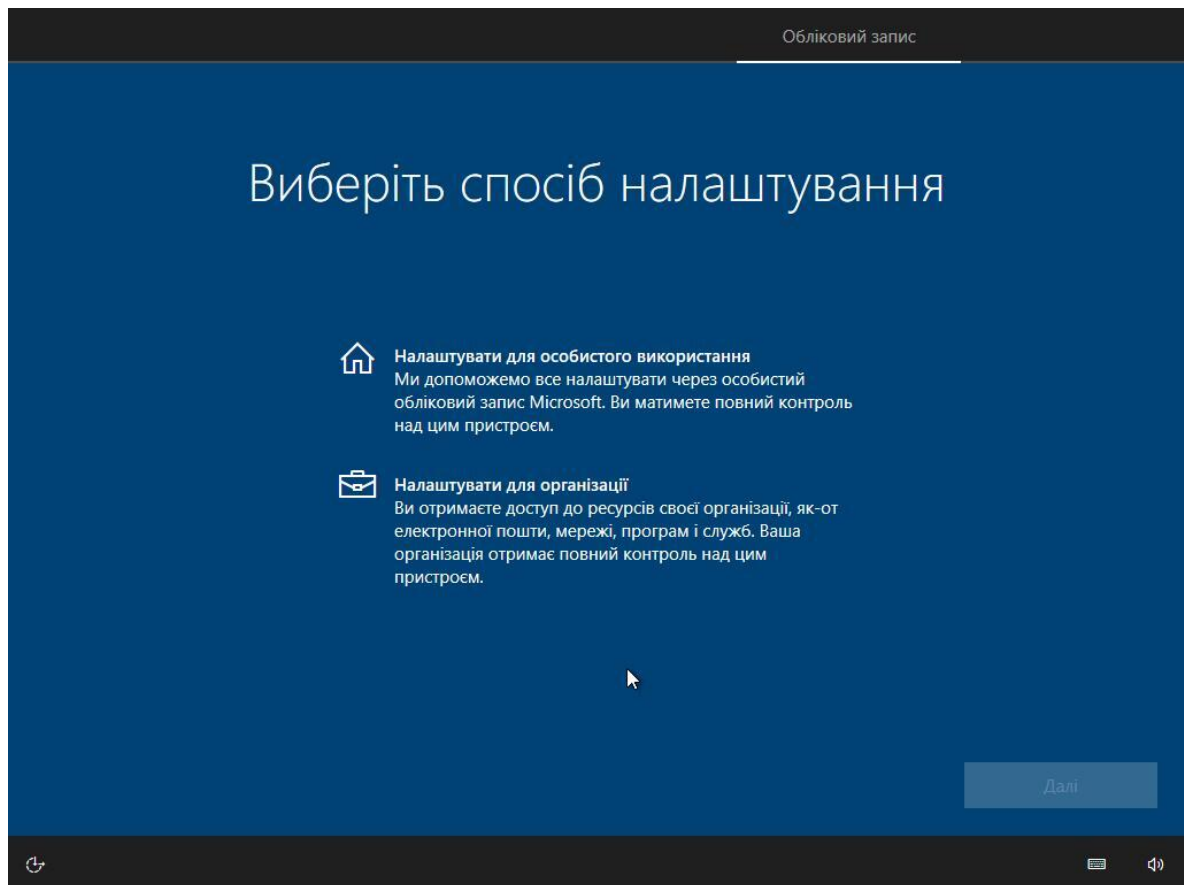 Обліковий запис
Виберіть спосіб налаштування
Налаштувати для особистого використання
Ми допоможемо все налаштувати через особистий
обліковий запис Microsoft. Ви матимете повний контроль
над цим пристроєм.
Налаштувати для організації
Ви отримаєте доступ до ресурсів своєї організації, як-от
електронної пошти, мережі, програм і служб. Ваша
організація отримає повний контроль над цим
пристроєм.
Далі